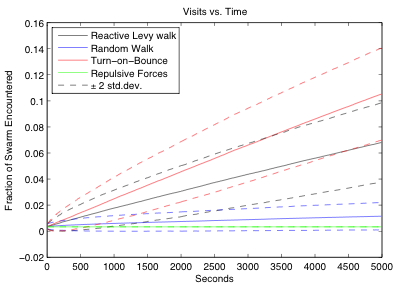 Visits vs. Time
Fraction of Swarm Encountered
0.16
0.14
0.12
0.1
0.08
0.06
0.04
0.02
0
−0.02
Reactive Levy walk
Random Walk
Turn−on−Bounce
Repulsive Forces
± 2 std.dev.
0 500 1000 1500 2000 2500 3000 3500 4000 4500 5000
Seconds